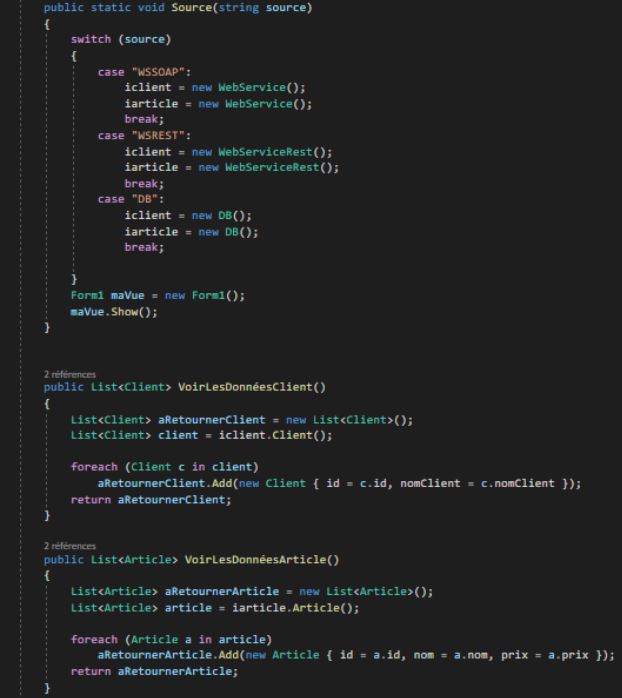 public static void Source(string source)
{
switch (source)
{
case "WSSOAP":
iclient = new WebService();
iarticle = new WebService();
break;
case "WSREST":
iclient = new WebServiceRest();
iarticle = new WebServiceRest();
break;
case "DB":
iclient = new DB();
iarticle = new DB();
break;
}
Form1 maVue = new Form1();
maVue.Show();
}
2 références
public List<Client> VoirLesDonnéesClient()
{
List<Client> aRetournerClient = new List<Client>();
List<Client> client = iclient.Client();
foreach (Client c in client)
aRetournerClient.Add(new Client { id = c.id, nomClient = c.nomClient });
return aRetournerClient;
}
2 références
public List<Article> VoirLesDonnéesArticle()
{
List<Article> aRetournerArticle = new List<Article>();
List<Article> article = iarticle.Article();
foreach (Article a in article)
aRetournerArticle.Add(new Article { id = a.id, nom = a.nom, prix = a.prix });
return aRetournerArticle;
}